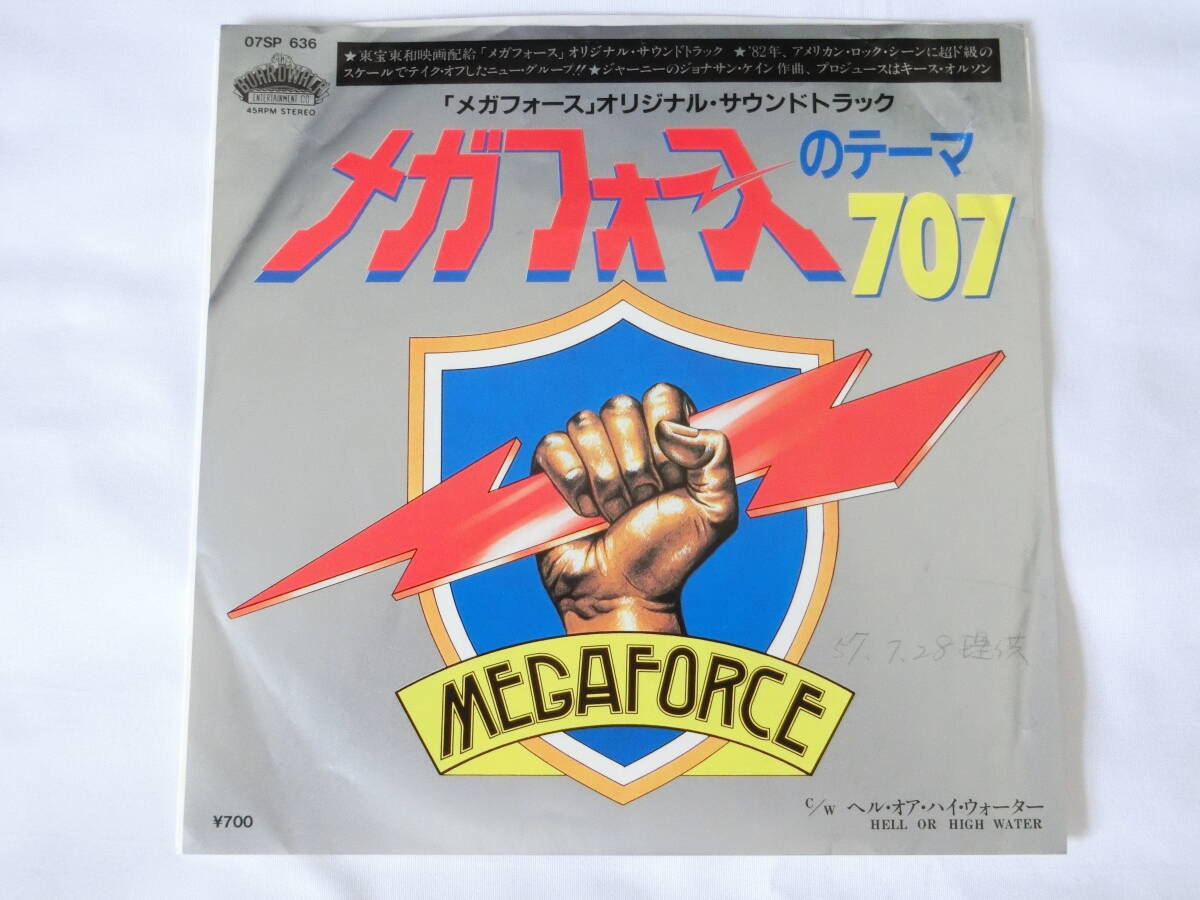 07SP 636
★東宝東和映画配給「メガフォース」オリジナル・サウンドトラック ★'82年、アメリカン・ロック・シーンに超ド級の
スケールでテイク・オフしたニュー・グループ!!★ジャーニーのジョナサン・ケイン作曲、プロデュースはキース・オルソン
The
BOARDWALK
ENTERTAINMENT CO
45RPM STEREO
「メガフォース」オリジナル・サウンドトラック
メガフォースのテーマ
707
57.7.28
MEGAFORCE
¥700
C/W ヘル・オア・ハイ・ウォーター
HELL OR HIGH WATER